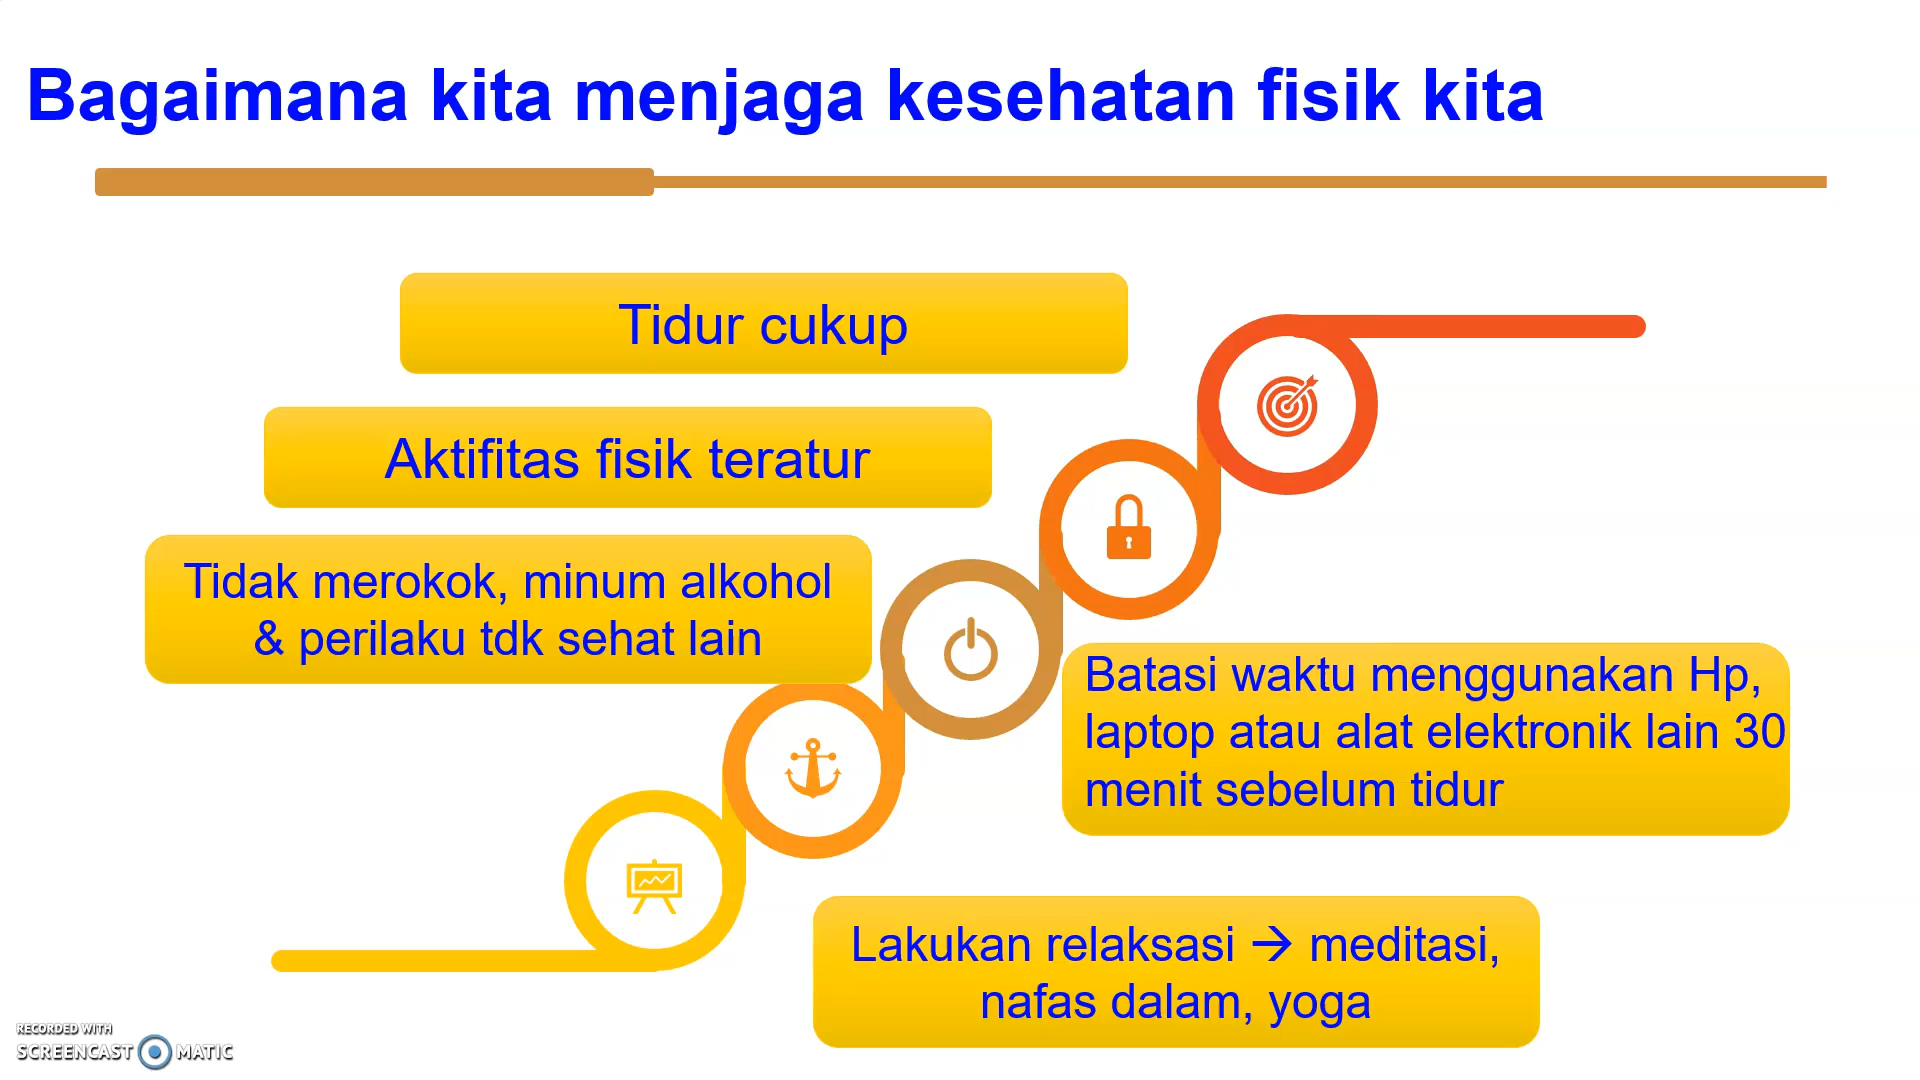 Bagaimana kita menjaga kesehatan fisik kita
Tidur cukup
Aktifitas fisik teratur
Tidak merokok, minum alkohol
& perilaku tdk sehat lain
Batasi waktu menggunakan Hp,
laptop atau alat elektronik lain 30
menit sebelum tidur
Lakukan relaksasi → meditasi,
nafas dalam, yoga
RECORDED WITH
SCREENCAST MATIC